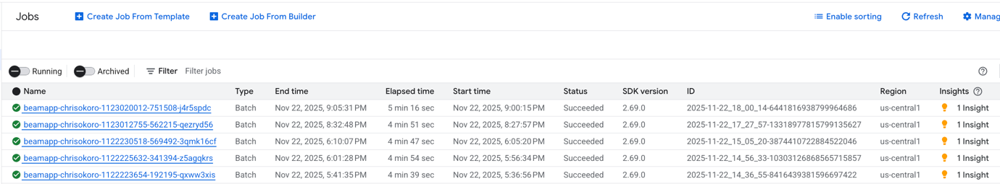 Jobs Create Job From Template Create Job From Builder Enable sorting Refresh Manag
Running Archived Filter Filter jobs
Name Type End time Elapsed time Start time Status SDK version ID Region Insights
beamapp-chrisokoro-1123020012-751508-j4r5spdc Batch Nov 22, 2025, 9:05:31 PM 5 min 16 sec Nov 22, 2025, 9:00:15 PM Succeeded 2.69.0 2025-11-22_18_00_14-6441816938799964686 us-central1 1 Insight
beamapp-chrisokoro-1123012755-562215-qezryd56 Batch Nov 22, 2025, 8:32:48 PM 4 min 51 sec Nov 22, 2025, 8:27:57 PM Succeeded 2.69.0 2025-11-22_17_27_57-13318977815799135627 us-central1 1 Insight
beamapp-chrisokoro-1122230518-569492-3qmk16cf Batch Nov 22, 2025, 6:10:07 PM 4 min 47 sec Nov 22, 2025, 6:05:20 PM Succeeded 2.69.0 2025-11-22_15_05_20-3874410722884522046 us-central1 1 Insight
beamapp-chrisokoro-1122225632-341394-z5agqkrs Batch Nov 22, 2025, 6:01:28 PM 4 min 54 sec Nov 22, 2025, 5:56:34 PM Succeeded 2.69.0 2025-11-22_14_56_33-10303126868565715857 us-central1 1 Insight
beamapp-chrisokoro-1122223654-192195-qxww3xis Batch Nov 22, 2025, 5:41:35 PM 4 min 39 sec Nov 22, 2025, 5:36:56 PM Succeeded 2.69.0 2025-11-22_14_36_55-8416439381596697422 us-central1 1 Insight